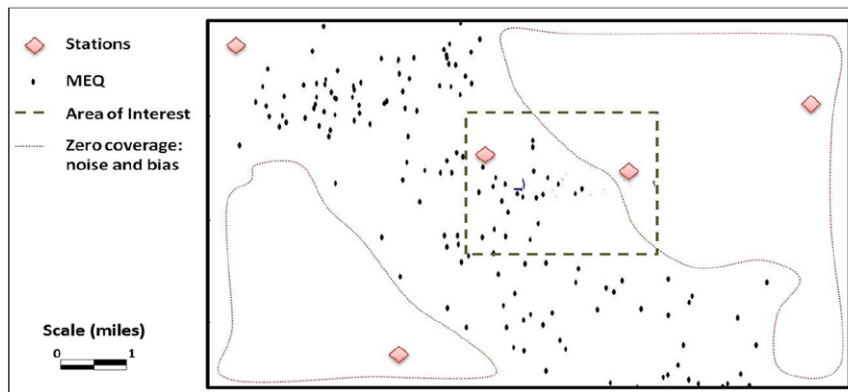 Stations
MEQ
Area of Interest
Zero coverage:
noise and bias
Scale (miles)
0 1